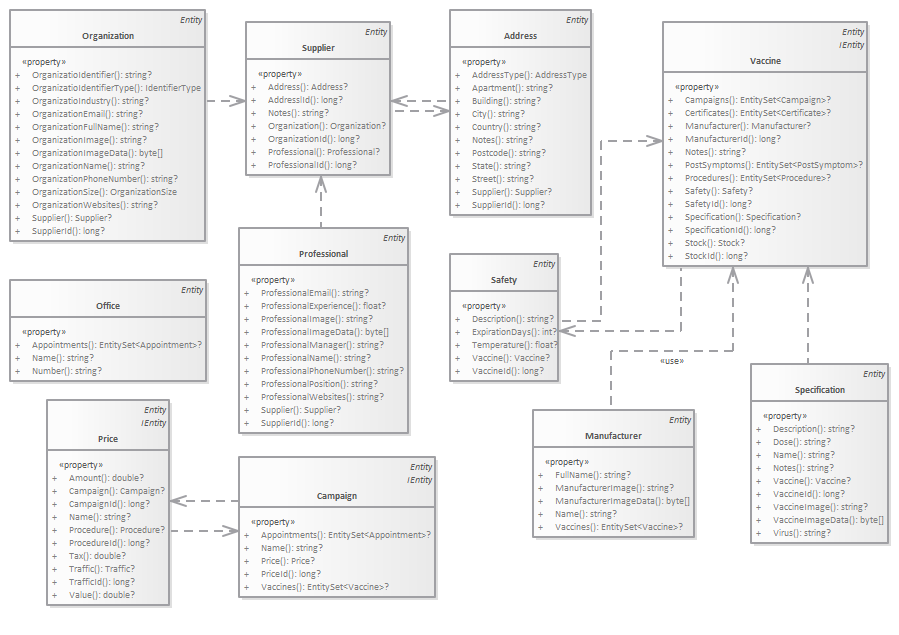 Entity
Organization
«property»
+ OrganizatioIdentifier(): string?
+ OrganizatioIdentifierType(): IdentifierType
+ OrganizatioIndustry(): string?
+ OrganizationEmail(): string?
+ OrganizationFullName(): string?
+ OrganizationImage(): string?
+ OrganizationImageData(): byte[]
+ OrganizationName(): string?
+ OrganizationPhoneNumber(): string?
+ OrganizationSize(): OrganizationSize
+ OrganizationWebsites(): string?
+ Supplier(): Supplier?
+ SupplierId(): long?
Entity
Supplier
«property»
+ Address(): Address?
+ AddressId(): long?
+ Notes(): string?
+ Organization(): Organization?
+ OrganizationId(): long?
+ Professional(): Professional?
+ ProfessionalId(): long?
Entity
Address
«property»
+ AddressType(): AddressType
+ Apartment(): string?
+ Building(): string?
+ City(): string?
+ Country(): string?
+ Notes(): string?
+ Postcode(): string?
+ State(): string?
+ Street(): string?
+ Supplier(): Supplier?
+ SupplierId(): long?
Entity
IEntity
Vaccine
«property»
+ Campaigns(): EntitySet<Campaign>?
+ Certificates(): EntitySet<Certificate>?
+ Manufacturer(): Manufacturer?
+ ManufacturerId(): long?
+ Notes(): string?
+ PostSymptoms(): EntitySet<PostSymptom>?
+ Procedures(): EntitySet<Procedure>?
+ Safety(): Safety?
+ SafetyId(): long?
+ Specification(): Specification?
+ SpecificationId(): long?
+ Stock(): Stock?
+ StockId(): long?
Entity
Professional
«property»
+ ProfessionalEmail(): string?
+ ProfessionalExperience(): float?
+ ProfessionalImage(): string?
+ ProfessionalImageData(): byte[]
+ ProfessionalManager(): string?
+ ProfessionalName(): string?
+ ProfessionalPhoneNumber(): string?
+ ProfessionalPosition(): string?
+ ProfessionalWebsites(): string?
+ Supplier(): Supplier?
+ SupplierId(): long?
Entity
Safety
«property»
+ Description(): string?
+ ExpirationDays(): int?
+ Temperature(): float?
+ Vaccine(): Vaccine?
+ VaccineId(): long?
Entity
Office
«property»
+ Appointments(): EntitySet<Appointment>?
+ Name(): string?
+ Number(): string?
«use»
Entity
Specification
«property»
+ Description(): string?
+ Dose(): string?
+ Name(): string?
+ Notes(): string?
+ Vaccine(): Vaccine?
+ VaccineId(): long?
+ VaccineImage(): string?
+ VaccineImageData(): byte[]
+ Virus(): string?
Entity
IEntity
Price
«property»
+ Amount(): double?
+ Campaign(): Campaign?
+ CampaignId(): long?
+ Name(): string?
+ Procedure(): Procedure?
+ ProcedureId(): long?
+ Tax(): double?
+ Traffic(): Traffic?
+ TrafficId(): long?
+ Value(): double?
Entity
IEntity
Campaign
«property»
+ Appointments(): EntitySet<Appointment>?
+ Name(): string?
+ Price(): Price?
+ PriceId(): long?
+ Vaccines(): EntitySet<Vaccine>?
Entity
Manufacturer
«property»
+ FullName(): string?
+ ManufacturerImage(): string?
+ ManufacturerImageData(): byte[]
+ Name(): string?
+ Vaccines(): EntitySet<Vaccine>?